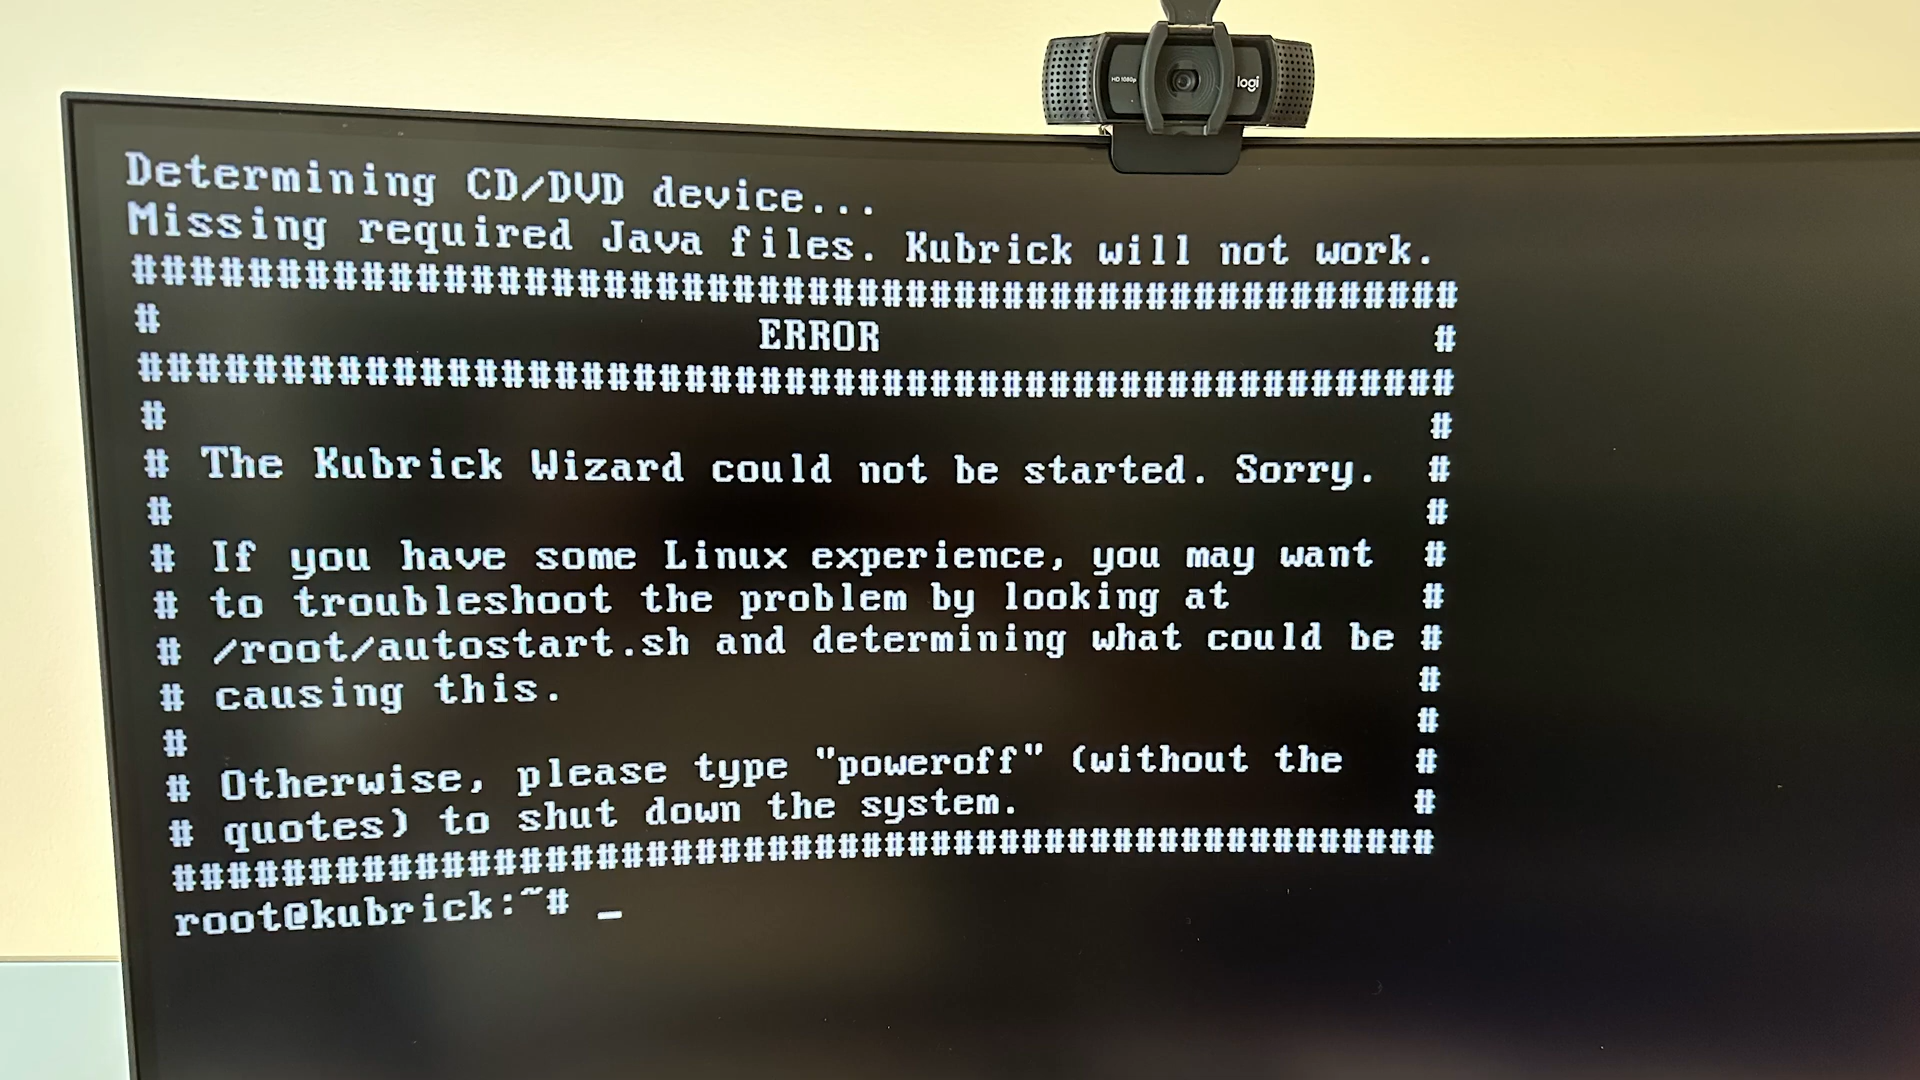 HD 1080p
logi
Determining CD/DVD device...
Missing required Java files. Kubrick will not work.
##################################################
# ERROR #
##################################################
# #
# The Kubrick Wizard could not be started. Sorry. #
# #
# If you have some Linux experience, you may want #
# to troubleshoot the problem by looking at #
# /root/autostart.sh and determining what could be #
# causing this. #
# #
# Otherwise, please type "poweroff" (without the #
# quotes) to shut down the system. #
##################################################
root@kubrick:~# _